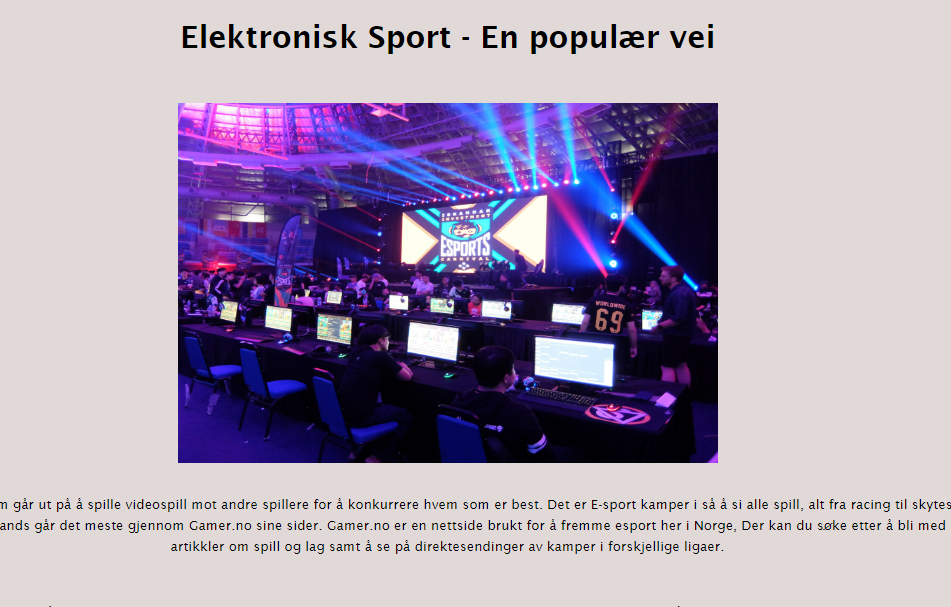 Elektronisk Sport - En populær vei
ISKANDAR
INVESTMENT
ESPORTS
CARNIVAL
WORLDWIDE
69
m går ut på å spille videospill mot andre spillere for å konkurrere hvem som er best. Det er E-sport kamper i så å si alle spill, alt fra racing til skytes
ands går det meste gjennom Gamer.no sine sider. Gamer.no er en nettside brukt for å fremme esport her i Norge, Der kan du søke etter å bli med
artikkler om spill og lag samt å se på direktesendinger av kamper i forskjellige ligaer.